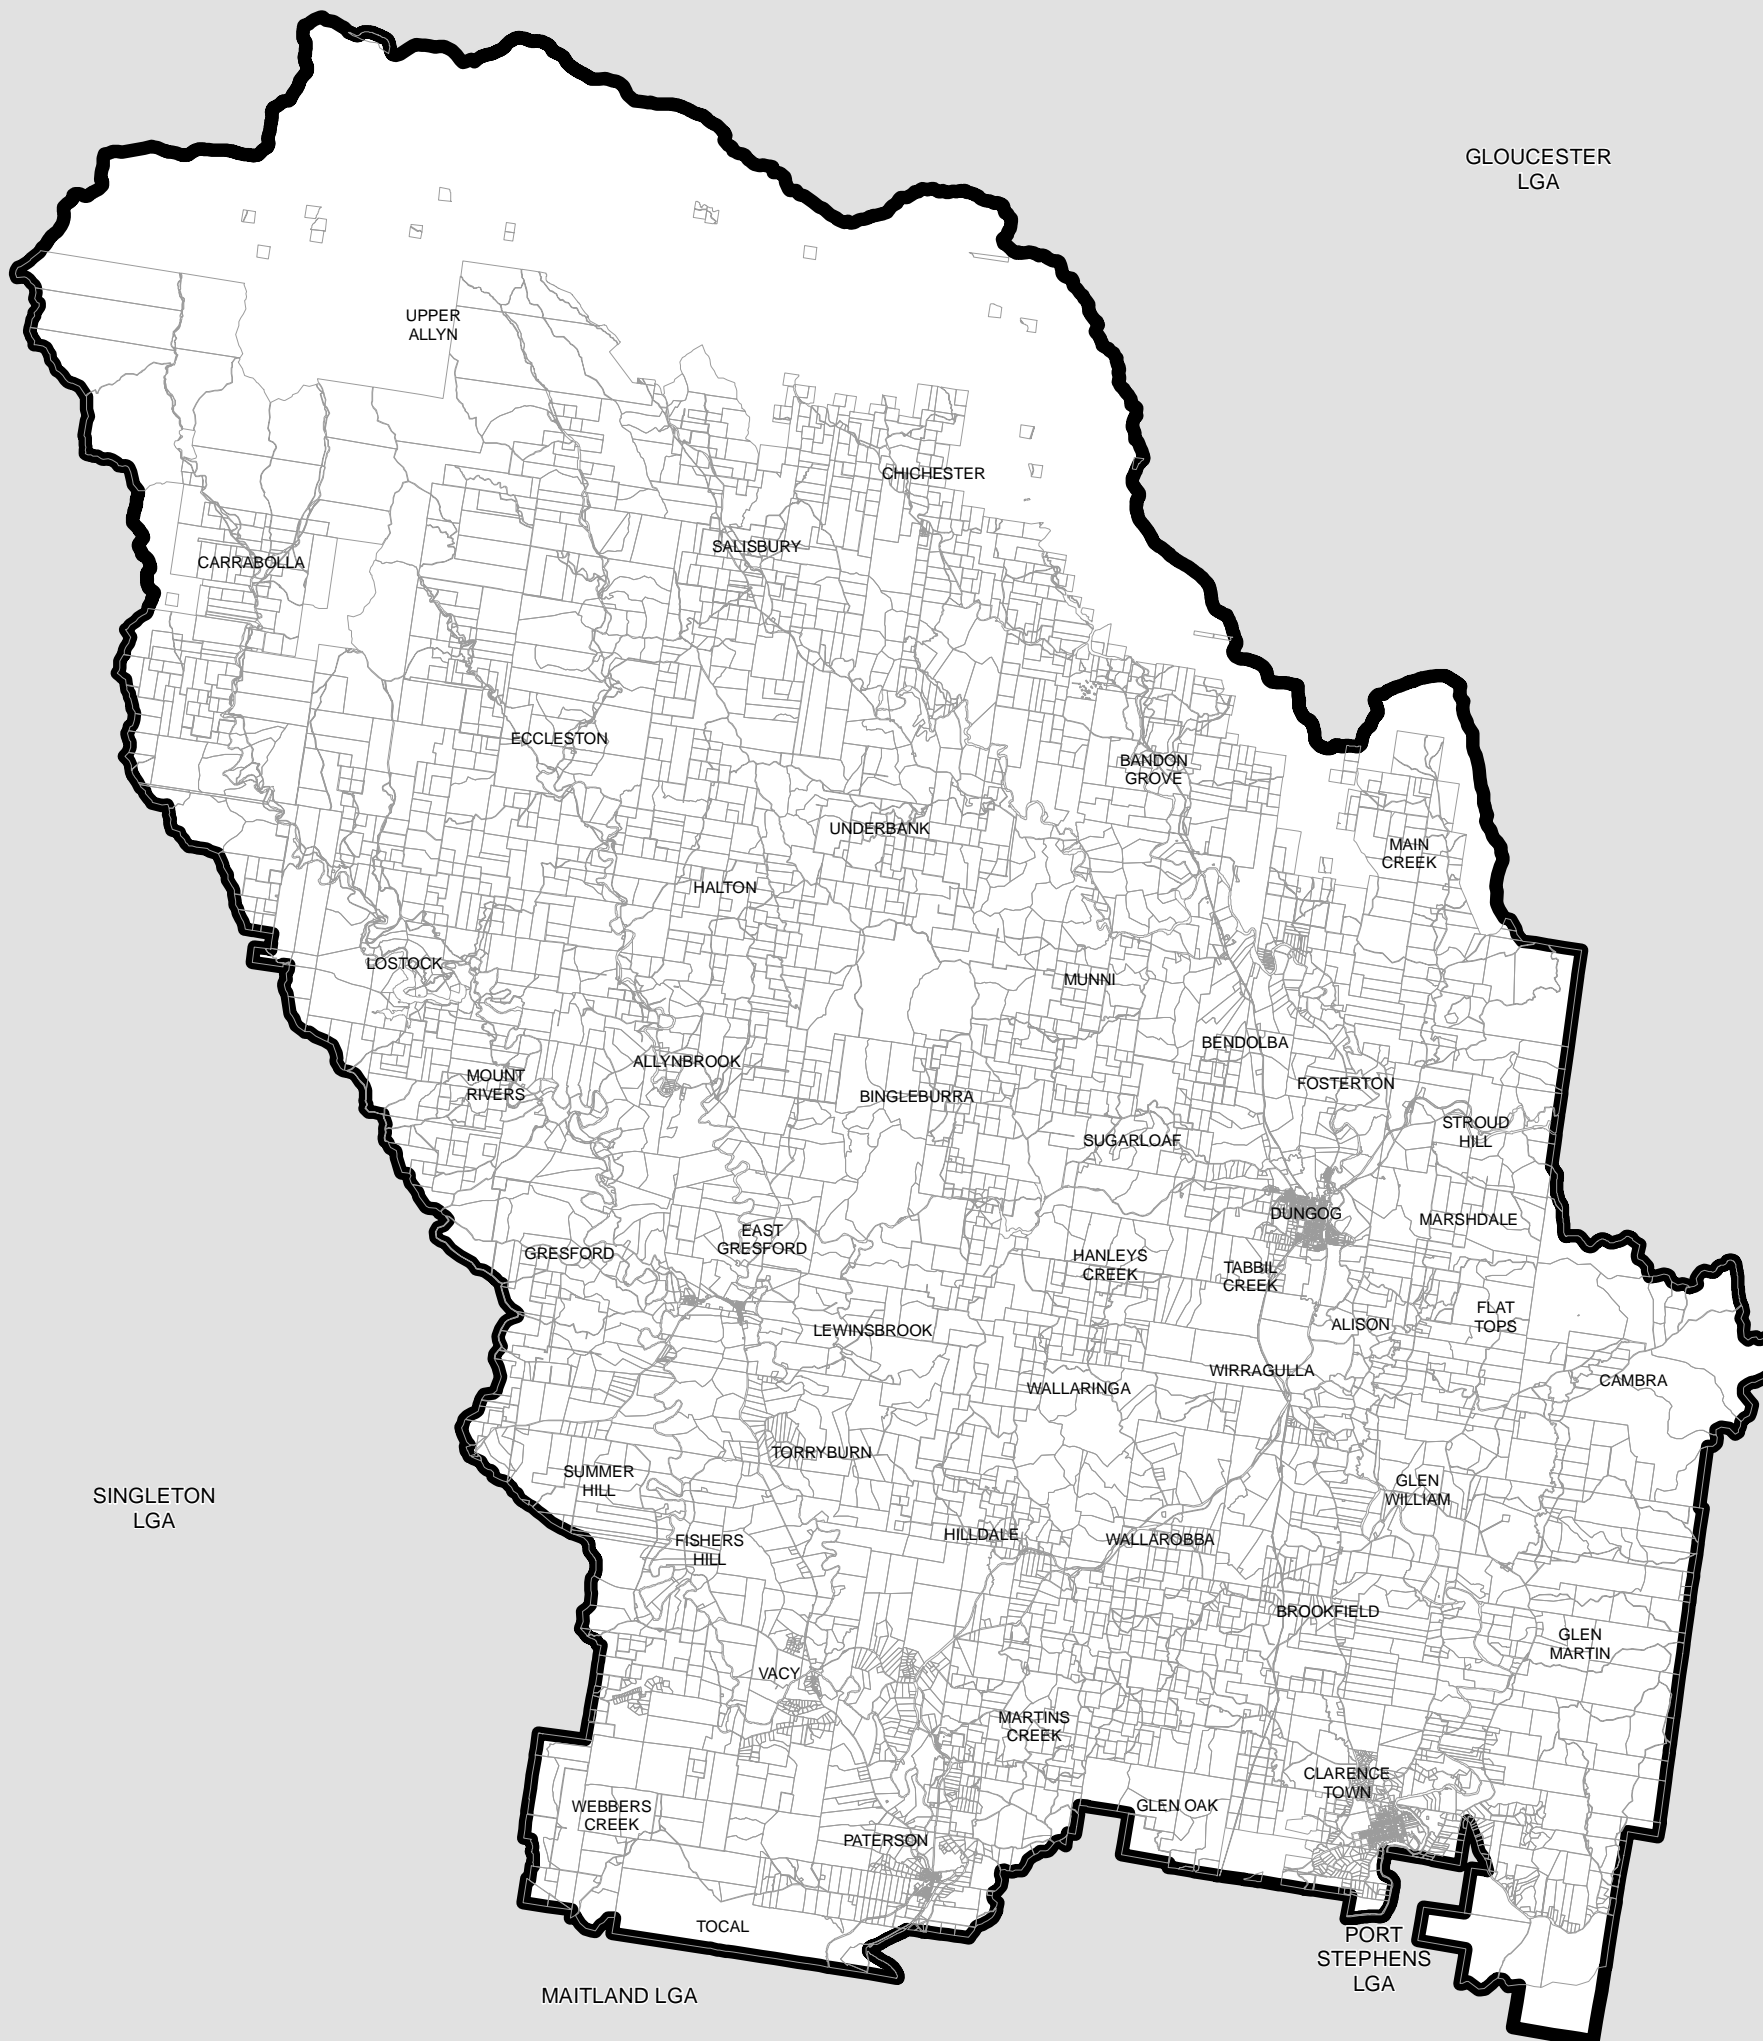 GLOUCESTER
LGA
UPPER
ALLYN
CHICHESTER
SALISBURY
CARRABOLLA
ECCLESTON
BANDON
GROVE
UNDERBANK
MAIN
CREEK
HALTON
LOSTOCK
MUNNI
BENDOLBA
ALLYNBROOK
MOUNT
RIVERS
FOSTERTON
BINGLEBURRA
STROUD
HILL
SUGARLOAF
DUNGOG
MARSHDALE
EAST
GRESFORD
GRESFORD
HANLEYS
CREEK
TABBIL
CREEK
FLAT
TOPS
LEWINSBROOK
ALISON
WIRRAGULLA
CAMBRA
WALLARINGA
TORRYBURN
SUMMER
HILL
GLEN
WILLIAM
SINGLETON
LGA
HILLDALE
WALLAROBBA
FISHERS
HILL
BROOKFIELD
GLEN
MARTIN
VACY
MARTINS
CREEK
CLARENCE
TOWN
GLEN OAK
WEBBERS
CREEK
PATERSON
TOCAL
PORT
STEPHENS
LGA
MAITLAND LGA